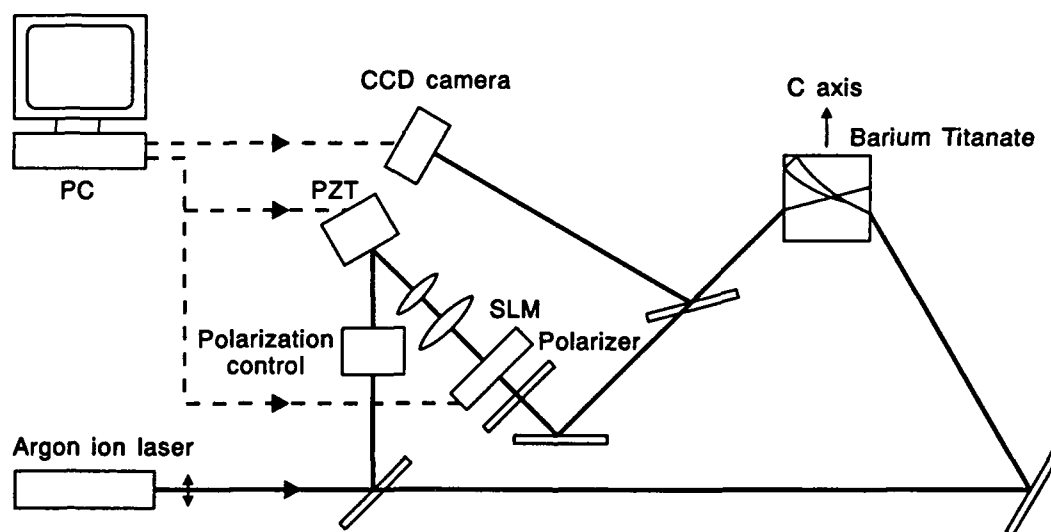 CCD camera
C axis
Barium Titanate
PC
PZT
SLM
Polarizer
Polarization
control
Argon ion laser